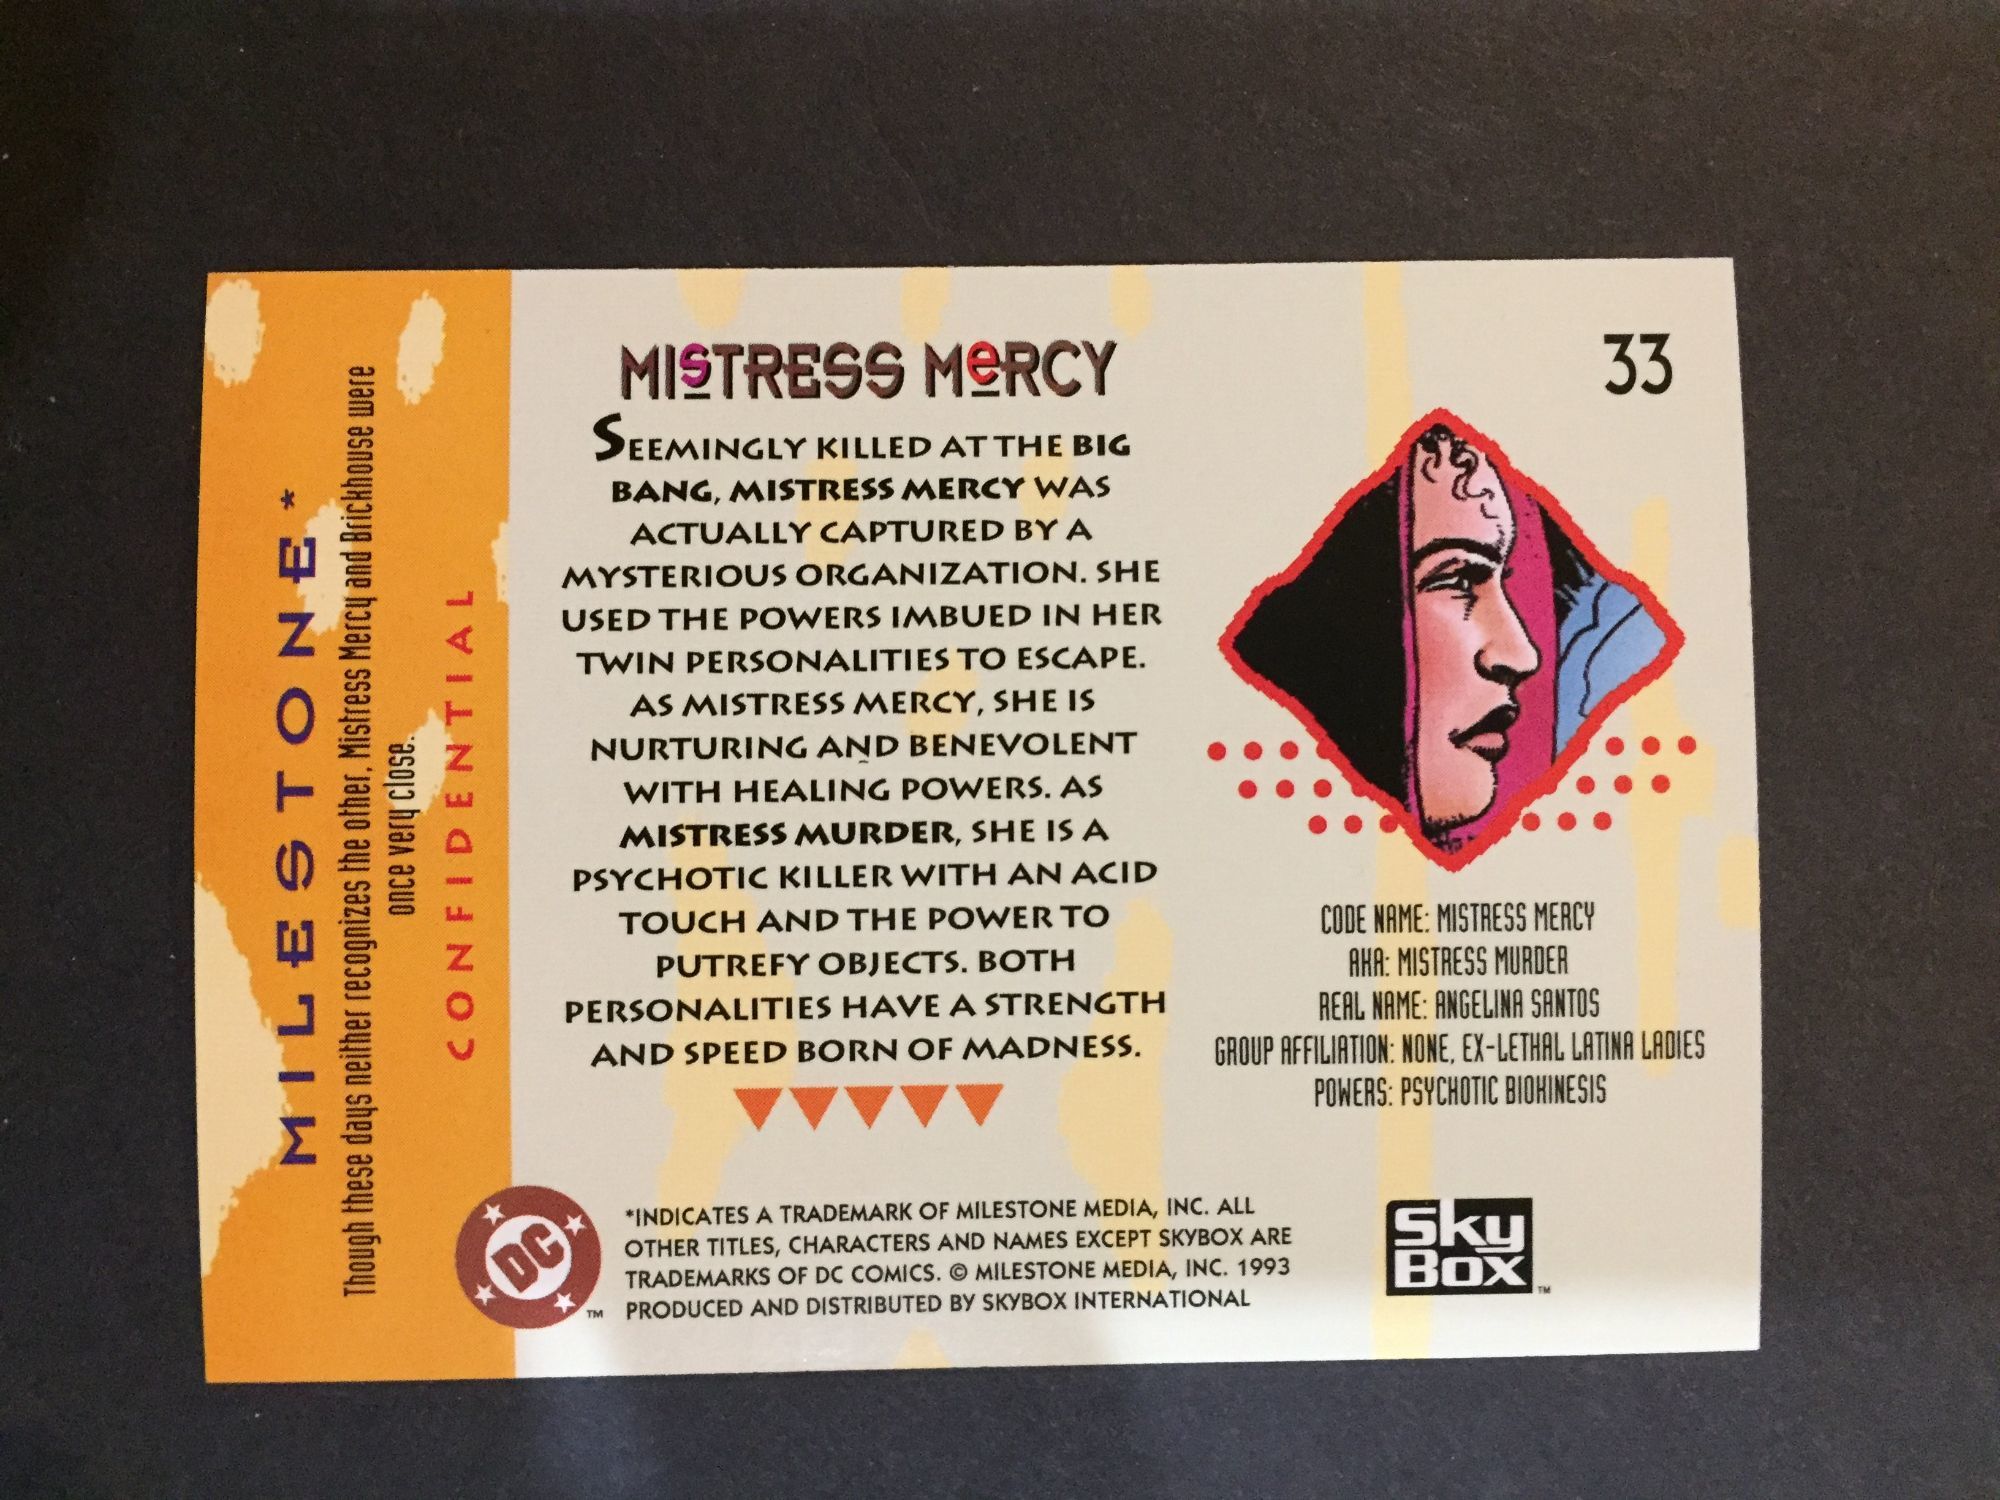 MILESTONE*
Though these days neither recognizes the other, Mistress Mercy and Brickhouse were
once very close.
CONFIDENTIAL
MISTRESS MERCY
SEEMINGLY KILLED AT THE BIG
BANG, MISTRESS MERCY WAS
ACTUALLY CAPTURED BY A
MYSTERIOUS ORGANIZATION. SHE
USED THE POWERS IMBUED IN HER
TWIN PERSONALITIES TO ESCAPE.
AS MISTRESS MERCY, SHE IS
NURTURING AND BENEVOLENT
WITH HEALING POWERS. AS
MISTRESS MURDER, SHE IS A
PSYCHOTIC KILLER WITH AN ACID
TOUCH AND THE POWER TO
PUTREFY OBJECTS. BOTH
PERSONALITIES HAVE A STRENGTH
AND SPEED BORN OF MADNESS.
33
CODE NAME: MISTRESS MERCY
AKA: MISTRESS MURDER
REAL NAME: ANGELINA SANTOS
GROUP AFFILIATION: NONE, EX-LETHAL LATINA LADIES
POWERS: PSYCHOTIC BIOKINESIS
DC
TM
*INDICATES A TRADEMARK OF MILESTONE MEDIA, INC. ALL
OTHER TITLES, CHARACTERS AND NAMES EXCEPT SKYBOX ARE
TRADEMARKS OF DC COMICS. © MILESTONE MEDIA, INC. 1993
PRODUCED AND DISTRIBUTED BY SKYBOX INTERNATIONAL
Sky
Box
TM